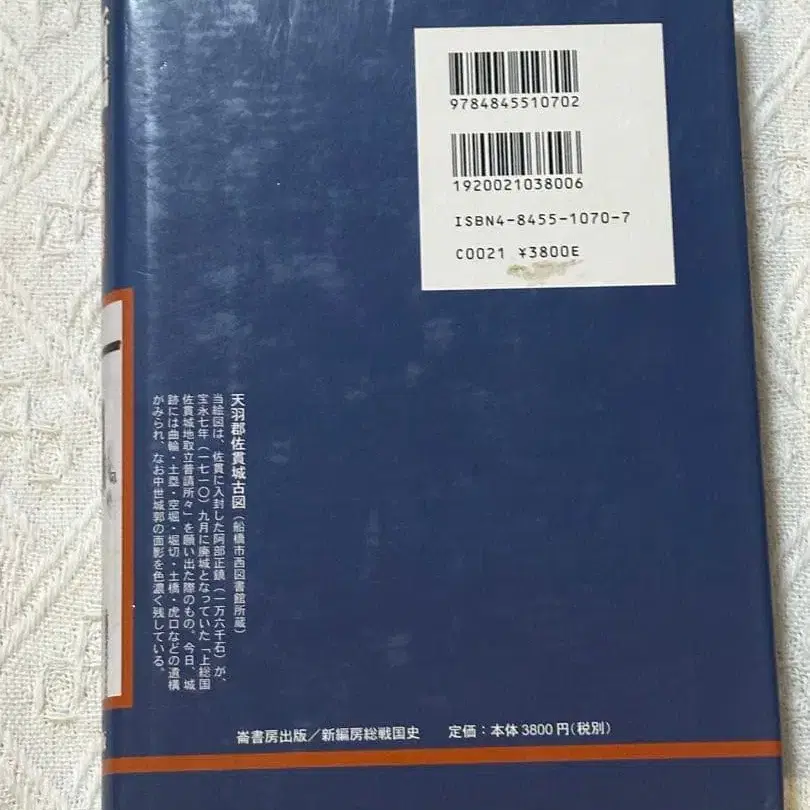 9784845510702
1920021038006
ISBN4-8455-1070-7
C0021 ¥3800E
天羽郡佐貫城古図（船橋市西図書館所蔵）
当絵図は、佐貫に入封した阿部正鎮（一万六千石）が、
宝永七年（一七一〇）九月に廃城となっていた「上総国
佐貫城地取立普請所々」を願い出た際のもの。今日、城
跡には曲輪・土塁・空堀・堀切・土橋・虎口などの遺構
がみられ、なお中世城郭の面影を色濃く残している。
崙書房出版／新編房総戦国史　定価：本体3800円（税別）